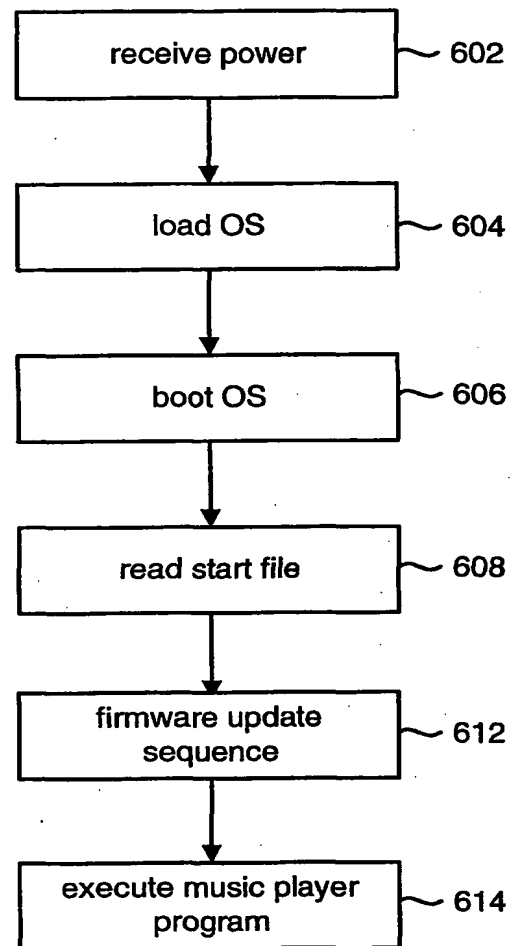 receive power
602
load OS
604
boot OS
606
read start file
608
firmware update
sequence
612
execute music player
program
614